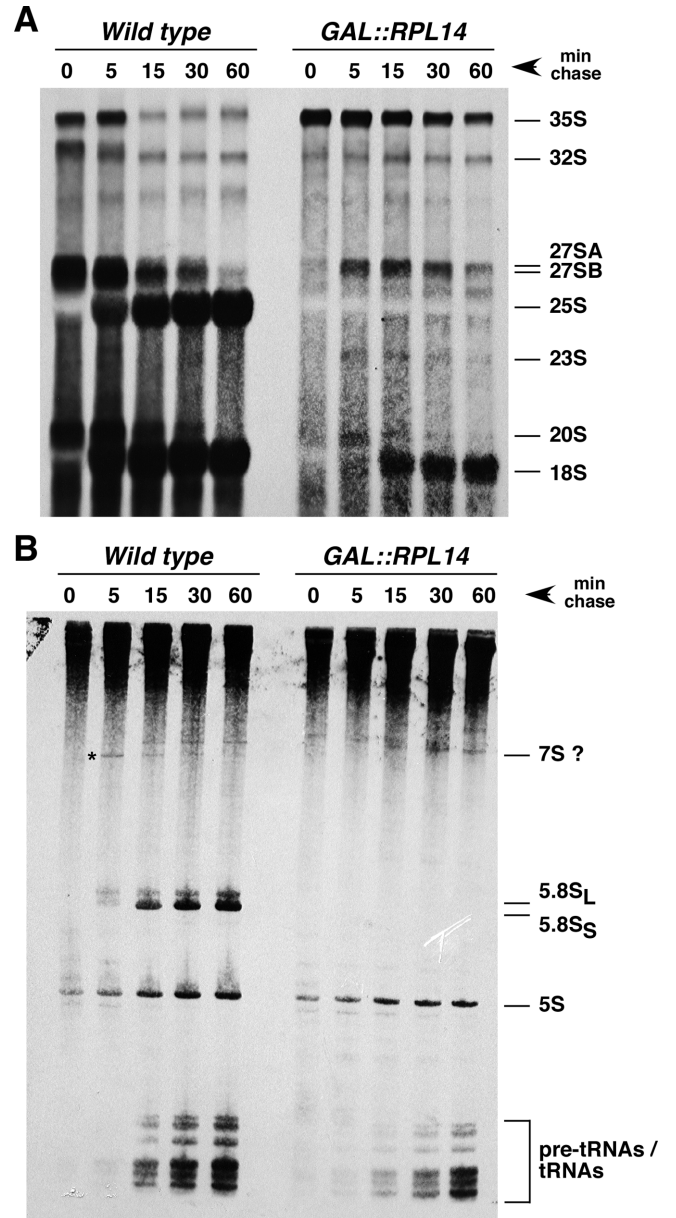 A
Wild type GAL::RPL14
0 5 15 30 60 0 5 15 30 60 min chase
35S
32S
27SA
27SB
25S
23S
20S
18S
B
Wild type GAL::RPL14
0 5 15 30 60 0 5 15 30 60 min chase
* 7S ?
5.8SL
5.8SS
5S
pre-tRNAs /
tRNAs